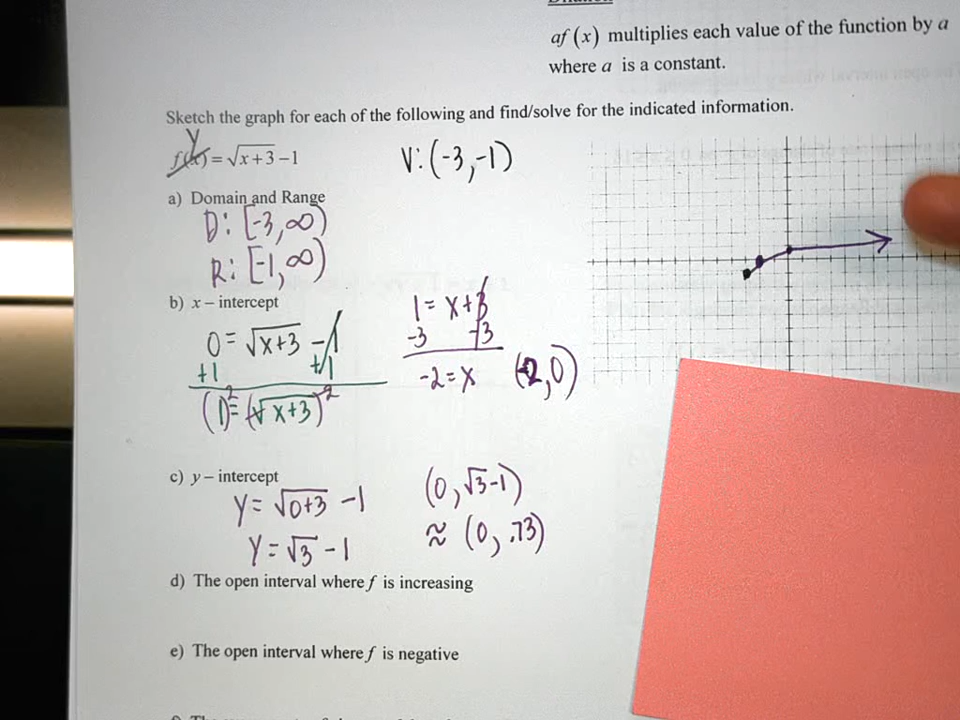 af(x) multiplies each value of the function by a
where a is a constant.
Sketch the graph for each of the following and find/solve for the indicated information.
y
f(x) = √x+3 −1
V: (-3, -1)
a) Domain and Range
D: [-3, ∞)
R: [-1, ∞)
b) x – intercept
0 = √x+3 -1
+1 +1
(1)² = (√x+3)²
1 = x+3
-3 -3
-2 = x (-2, 0)
c) y – intercept
y = √0+3 -1
y = √3 -1
(0, √3-1)
≈ (0, .73)
d) The open interval where f is increasing
e) The open interval where f is negative